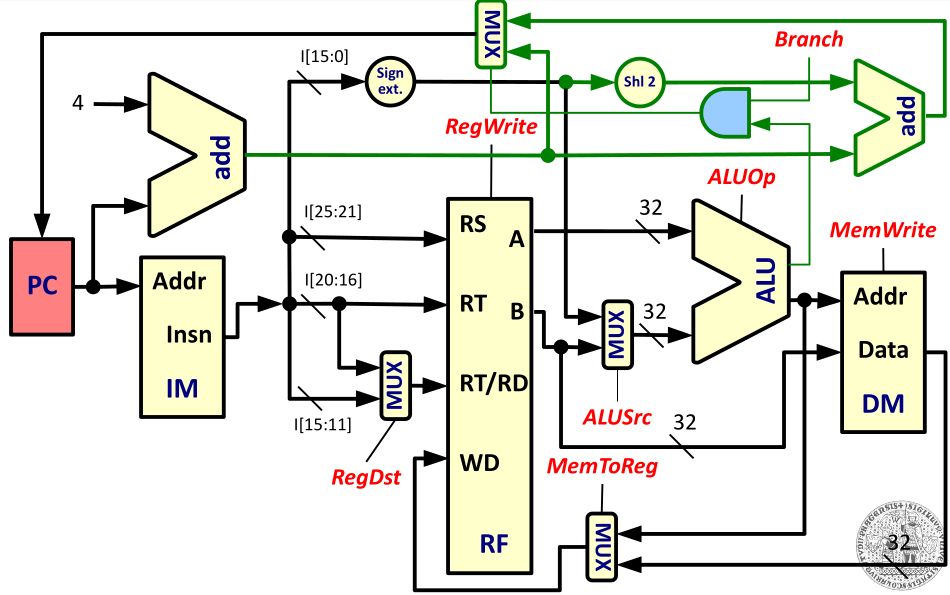 MUX
Branch
I[15:0]
Sign
ext.
Shl 2
4
add
add
RegWrite
ALUOp
I[25:21]
RS
A
32
MemWrite
PC
Addr
Insn
IM
I[20:16]
RT
B
MUX
32
ALU
Addr
Data
DM
MUX
RT/RD
I[15:11]
ALUSrc
32
RegDst
WD
MemToReg
RF
MUX
32